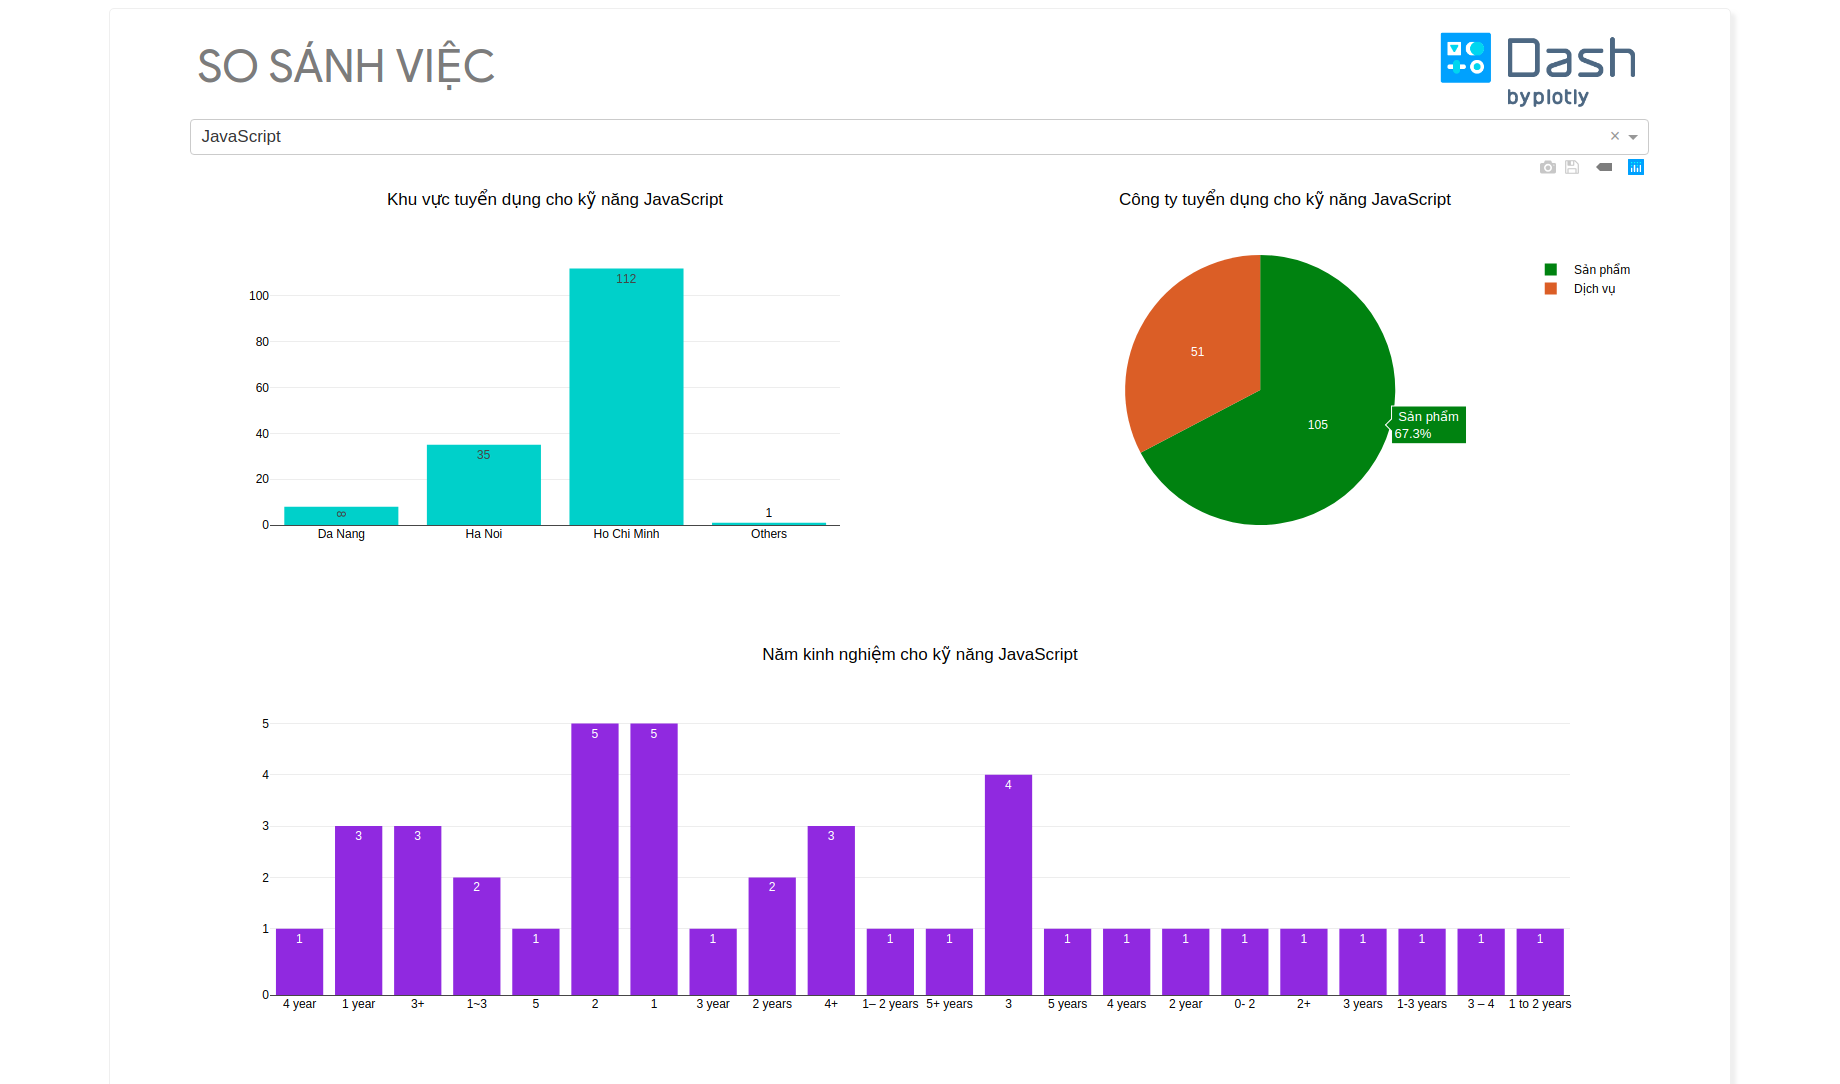 SO SÁNH VIỆC
Dash
byplotly
JavaScript
×
Khu vực tuyển dụng cho kỹ năng JavaScript
100
80
60
40
20
0
8
35
112
1
Da Nang
Ha Noi
Ho Chi Minh
Others
Công ty tuyển dụng cho kỹ năng JavaScript
51
105
Sản phẩm
67.3%
Sản phẩm
Dịch vụ
Năm kinh nghiệm cho kỹ năng JavaScript
5
4
3
2
1
0
1
3
3
2
1
5
5
1
2
3
1
1
4
1
1
1
1
1
1
1
1
1
4 year
1 year
3+
1~3
5
2
1
3 year
2 years
4+
1– 2 years
5+ years
3
5 years
4 years
2 year
0- 2
2+
3 years
1-3 years
3 – 4
1 to 2 years